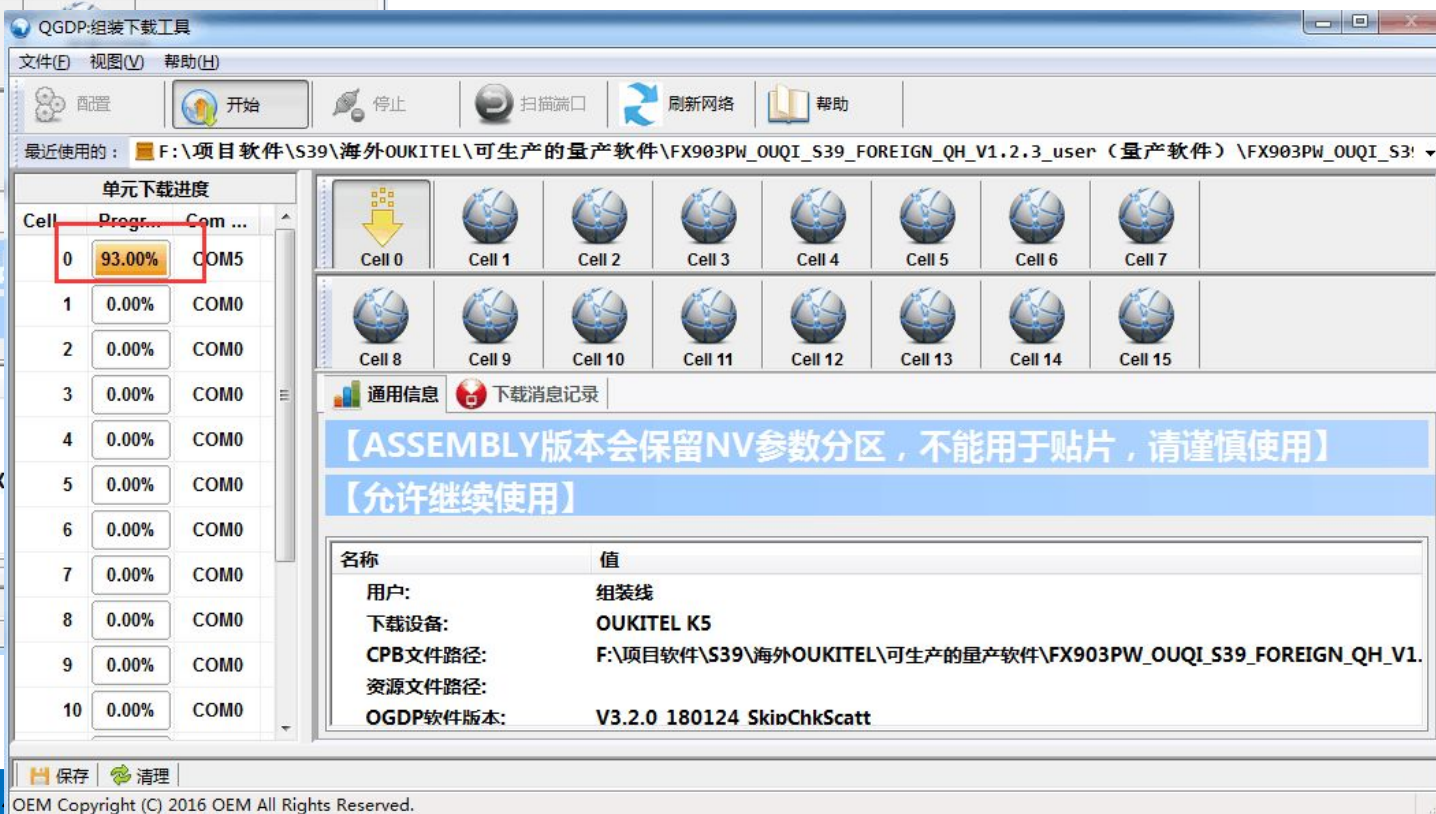 QGDP:组装下载工具
文件(F) 视图(V) 帮助(H)
配置 开始 停止 扫描端口 刷新网络 帮助
最近使用的： F:\项目软件\S39\海外OUKITEL\可生产的量产软件\FX903PW_OUQI_S39_FOREIGN_QH_V1.2.3_user（量产软件）\FX903PW_OUQI_S39
单元下载进度
Cell Progr... Com ...
0 93.00% COM5
1 0.00% COM0
2 0.00% COM0
3 0.00% COM0
4 0.00% COM0
5 0.00% COM0
6 0.00% COM0
7 0.00% COM0
8 0.00% COM0
9 0.00% COM0
10 0.00% COM0
Cell 0 Cell 1 Cell 2 Cell 3 Cell 4 Cell 5 Cell 6 Cell 7
Cell 8 Cell 9 Cell 10 Cell 11 Cell 12 Cell 13 Cell 14 Cell 15
通用信息 下载消息记录
【ASSEMBLY版本会保留NV参数分区，不能用于贴片，请谨慎使用】
【允许继续使用】
名称 值
用户: 组装线
下载设备: OUKITEL K5
CPB文件路径: F:\项目软件\S39\海外OUKITEL\可生产的量产软件\FX903PW_OUQI_S39_FOREIGN_QH_V1.
资源文件路径:
QGDP软件版本: V3.2.0_180124_SkipChkScatt
保存 清理
OEM Copyright (C) 2016 OEM All Rights Reserved.